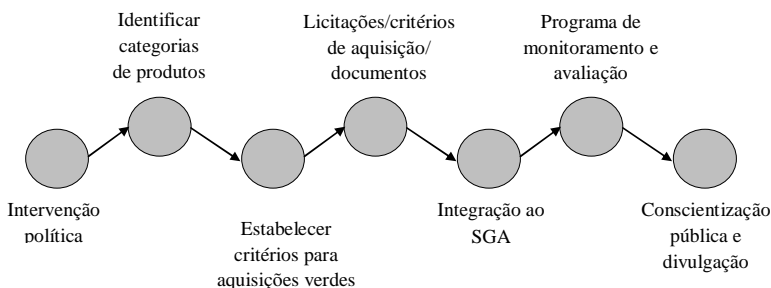 Identificar
categorias
de produtos
Licitações/critérios
de aquisição/
documentos
Programa de
monitoramento e
avaliação
Intervenção
política
Estabelecer
critérios para
aquisições verdes
Integração ao
SGA
Conscientização
pública e
divulgação